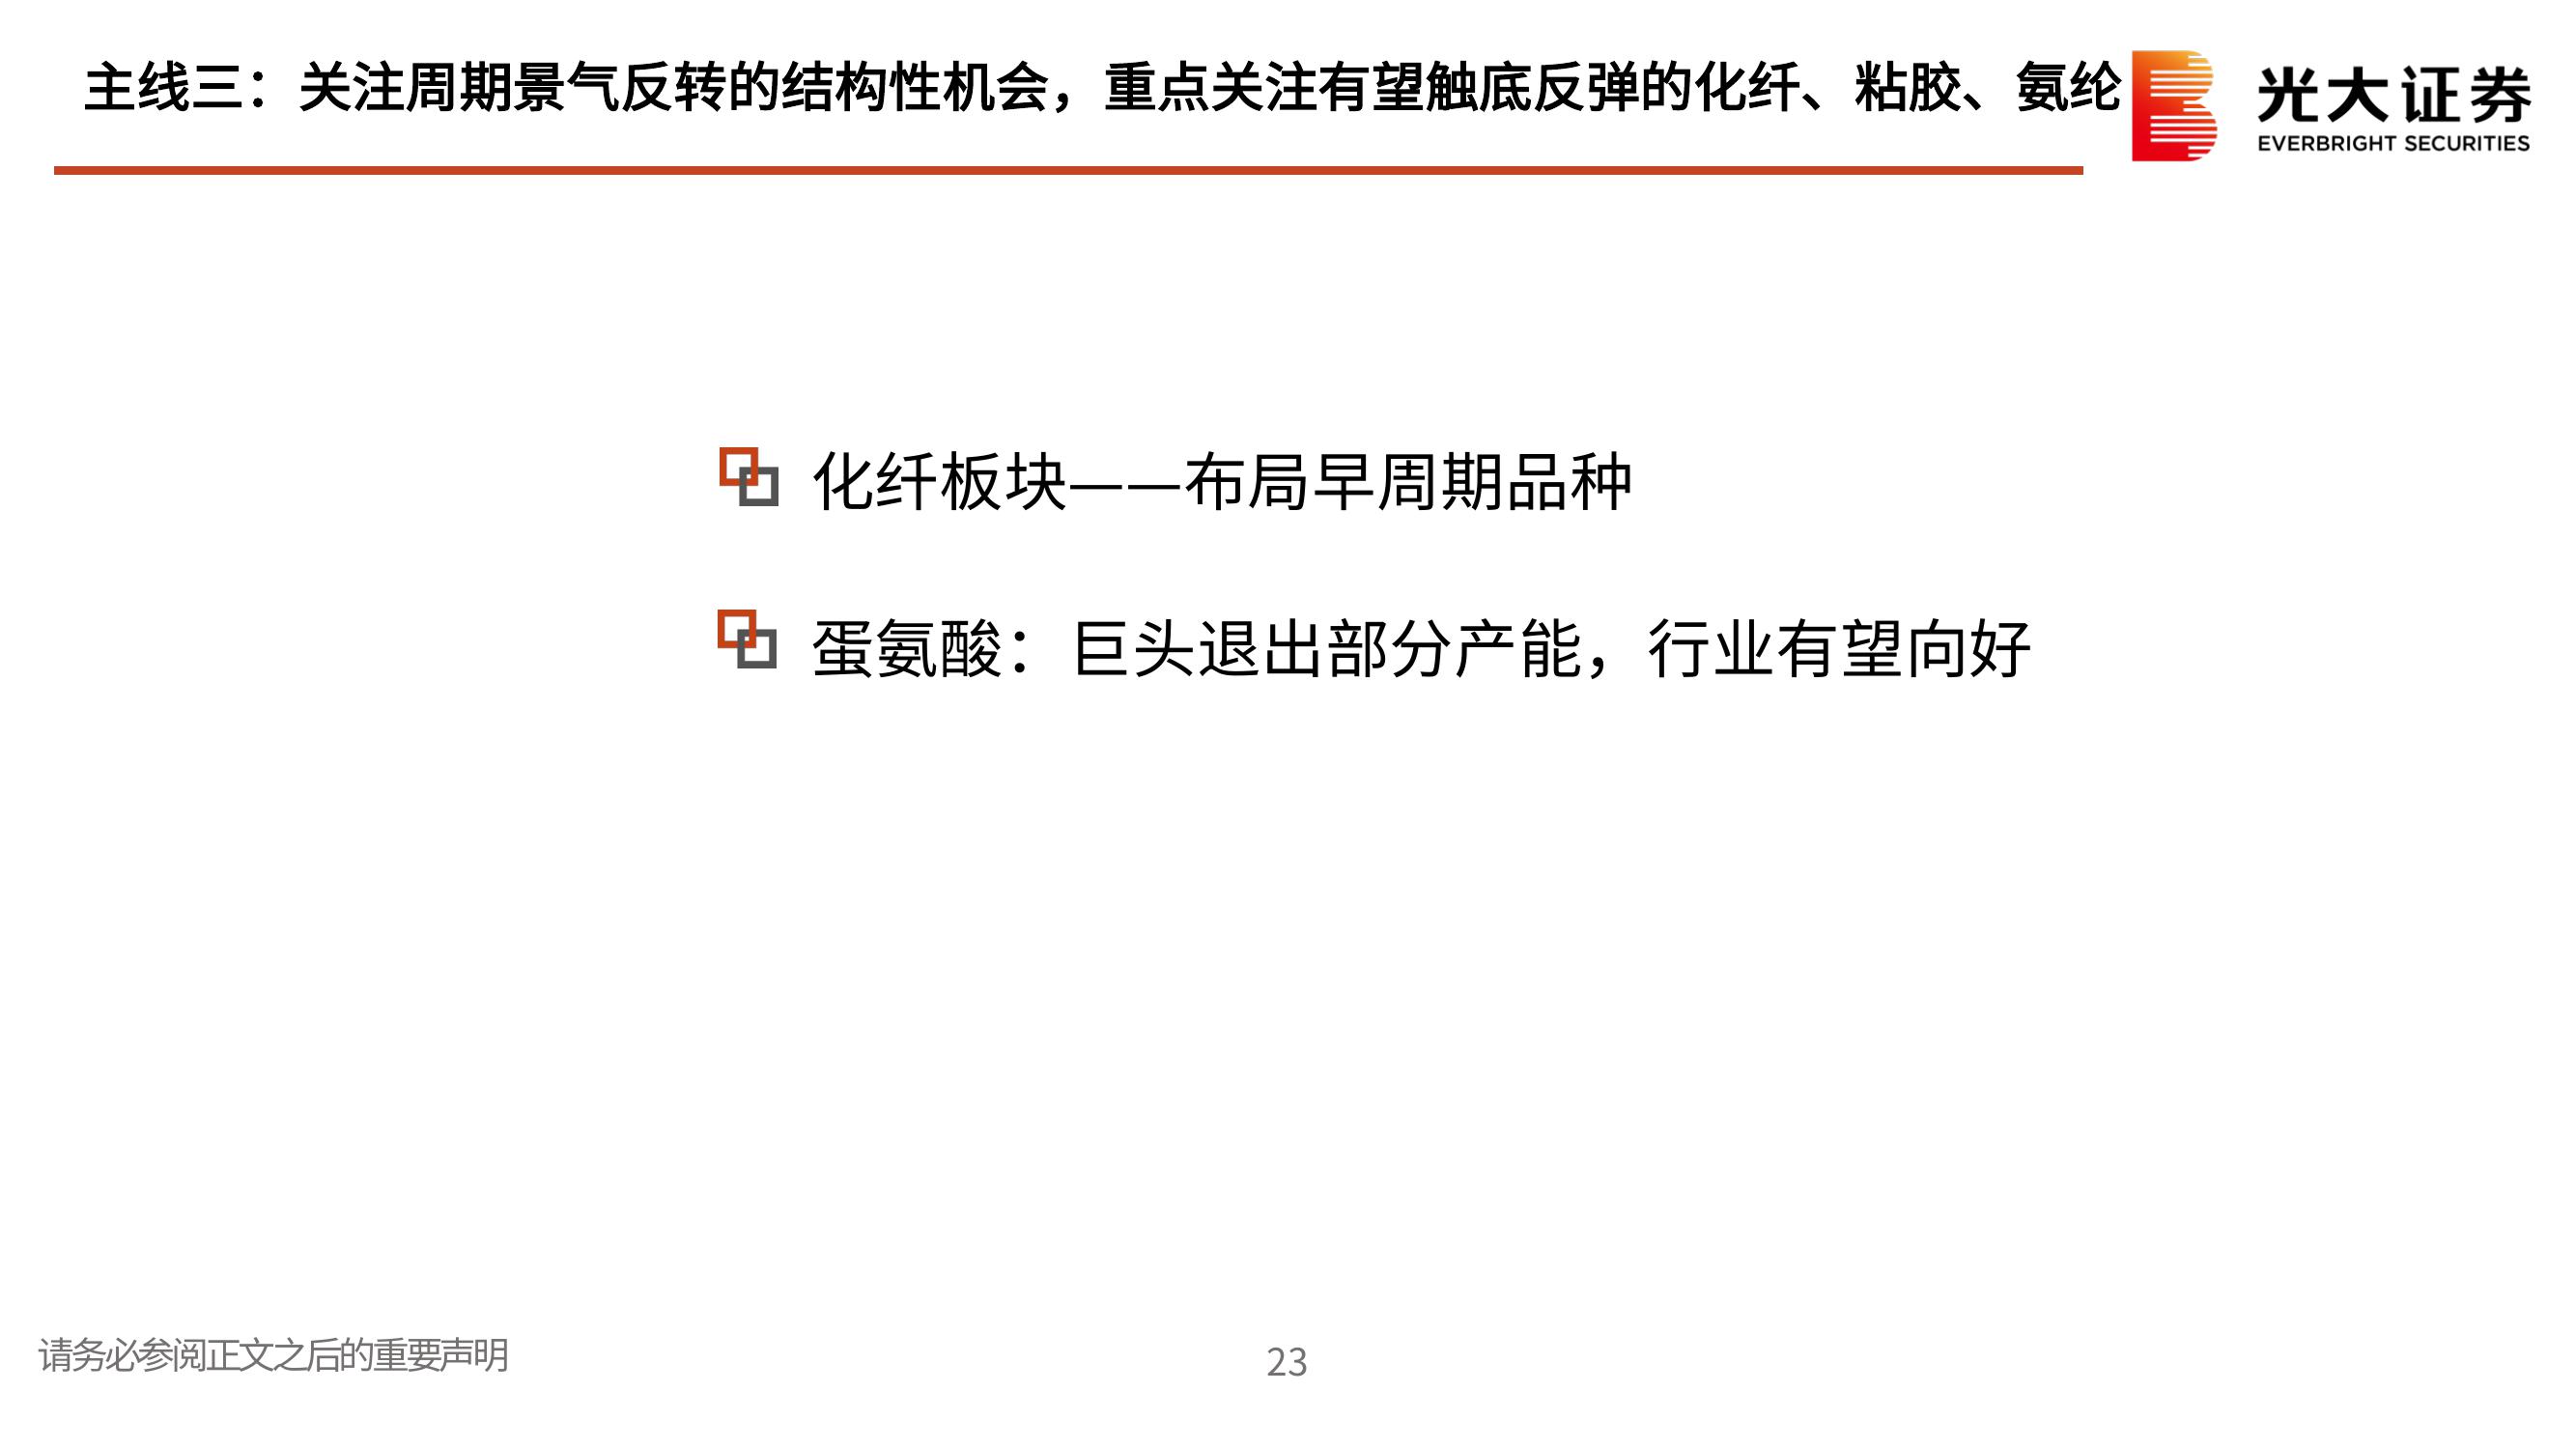 主线三：关注周期景气反转的结构性机会，重点关注有望触底反弹的化纤、粘胶、氨纶
光大证券
EVERBRIGHT SECURITIES
化纤板块——布局早周期品种
蛋氨酸：巨头退出部分产能，行业有望向好
请务必参阅正文之后的重要声明
23